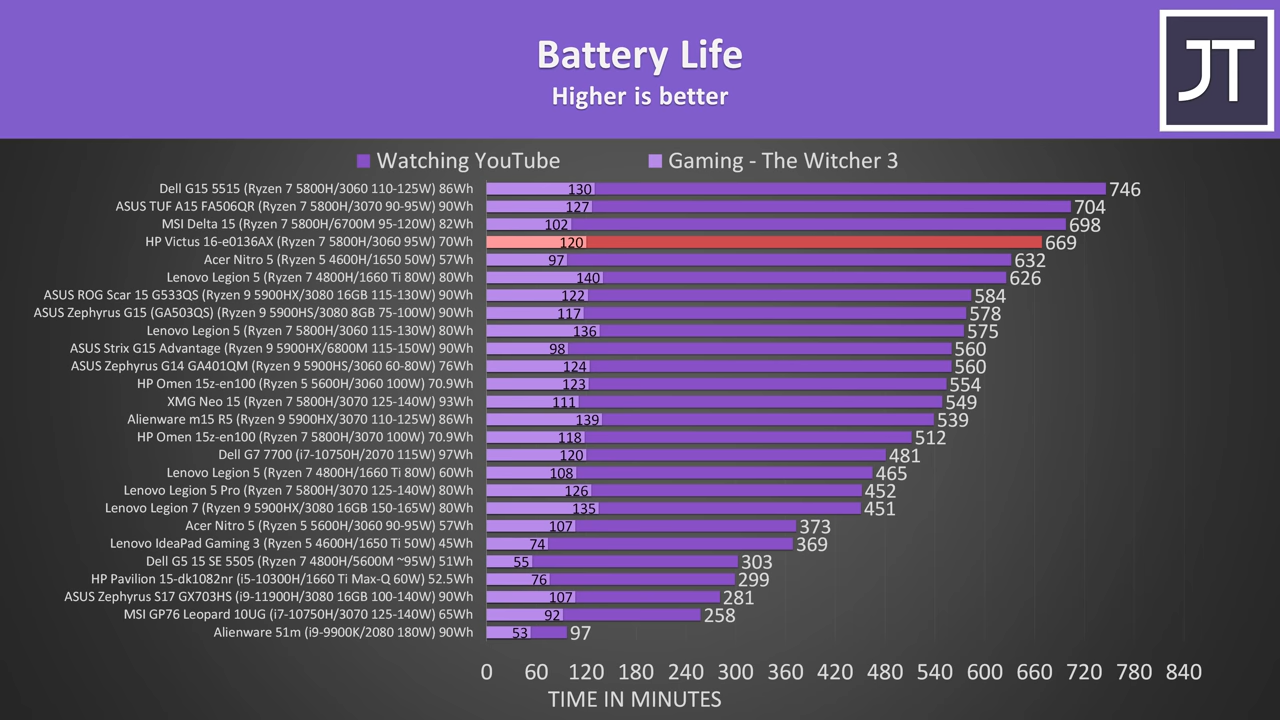 Battery Life
Higher is better
JT
Watching YouTube Gaming - The Witcher 3
Dell G15 5515 (Ryzen 7 5800H/3060 110-125W) 86Wh 130 746
ASUS TUF A15 FA506QR (Ryzen 7 5800H/3070 90-95W) 90Wh 127 704
MSI Delta 15 (Ryzen 7 5800H/6700M 95-120W) 82Wh 102 698
HP Victus 16-e0136AX (Ryzen 7 5800H/3060 95W) 70Wh 120 669
Acer Nitro 5 (Ryzen 5 4600H/1650 50W) 57Wh 97 632
Lenovo Legion 5 (Ryzen 7 4800H/1660 Ti 80W) 80Wh 140 626
ASUS ROG Scar 15 G533QS (Ryzen 9 5900HX/3080 16GB 115-130W) 90Wh 122 584
ASUS Zephyrus G15 (GA503QS) (Ryzen 9 5900HS/3080 8GB 75-100W) 90Wh 117 578
Lenovo Legion 5 (Ryzen 7 5800H/3060 115-130W) 80Wh 136 575
ASUS Strix G15 Advantage (Ryzen 9 5900HX/6800M 115-150W) 90Wh 98 560
ASUS Zephyrus G14 GA401QM (Ryzen 9 5900HS/3060 60-80W) 76Wh 124 560
HP Omen 15z-en100 (Ryzen 5 5600H/3060 100W) 70.9Wh 123 554
XMG Neo 15 (Ryzen 7 5800H/3070 125-140W) 93Wh 111 549
Alienware m15 R5 (Ryzen 9 5900HX/3070 110-125W) 86Wh 139 539
HP Omen 15z-en100 (Ryzen 7 5800H/3070 100W) 70.9Wh 118 512
Dell G7 7700 (i7-10750H/2070 115W) 97Wh 120 481
Lenovo Legion 5 (Ryzen 7 4800H/1660 Ti 80W) 60Wh 108 465
Lenovo Legion 5 Pro (Ryzen 7 5800H/3070 125-140W) 80Wh 126 452
Lenovo Legion 7 (Ryzen 9 5900HX/3080 16GB 150-165W) 80Wh 135 451
Acer Nitro 5 (Ryzen 5 5600H/3060 90-95W) 57Wh 107 373
Lenovo IdeaPad Gaming 3 (Ryzen 5 4600H/1650 Ti 50W) 45Wh 74 369
Dell G5 15 SE 5505 (Ryzen 7 4800H/5600M ~95W) 51Wh 55 303
HP Pavilion 15-dk1082nr (i5-10300H/1660 Ti Max-Q 60W) 52.5Wh 76 299
ASUS Zephyrus S17 GX703HS (i9-11900H/3080 16GB 100-140W) 90Wh 107 281
MSI GP76 Leopard 10UG (i7-10750H/3070 125-140W) 65Wh 92 258
Alienware 51m (i9-9900K/2080 180W) 90Wh 53 97
0 60 120 180 240 300 360 420 480 540 600 660 720 780 840
TIME IN MINUTES